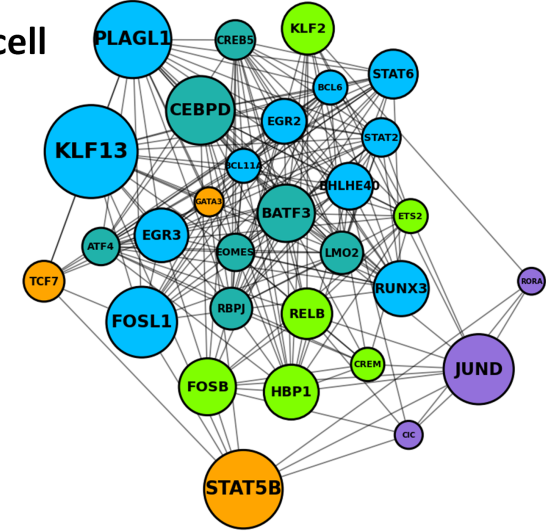 cell
PLAGL1
CREB5
KLF2
STAT6
BCL6
CEBPD
EGR2
STAT2
KLF13
BCL11A
BHLHE40
GATA3
BATF3
ETS2
EGR3
ATF4
EOMES
LMO2
TCF7
RORA
RUNX3
FOSL1
RBPJ
RELB
CREM
JUND
FOSB
HBP1
CIC
STAT5B